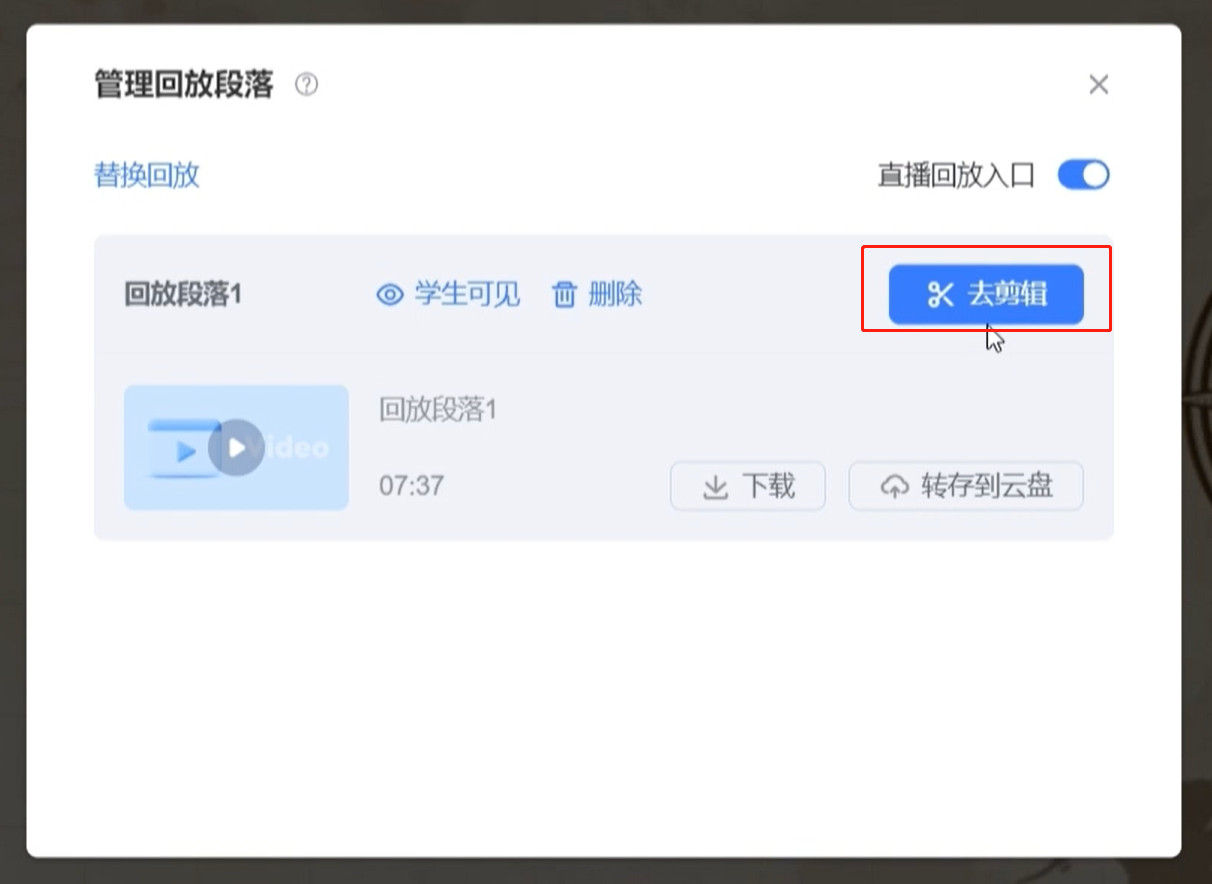 管理回放段落 ?
替换回放 直播回放入口
回放段落1 学生可见 删除 去剪辑
Video
回放段落1
07:37 下载 转存到云盘